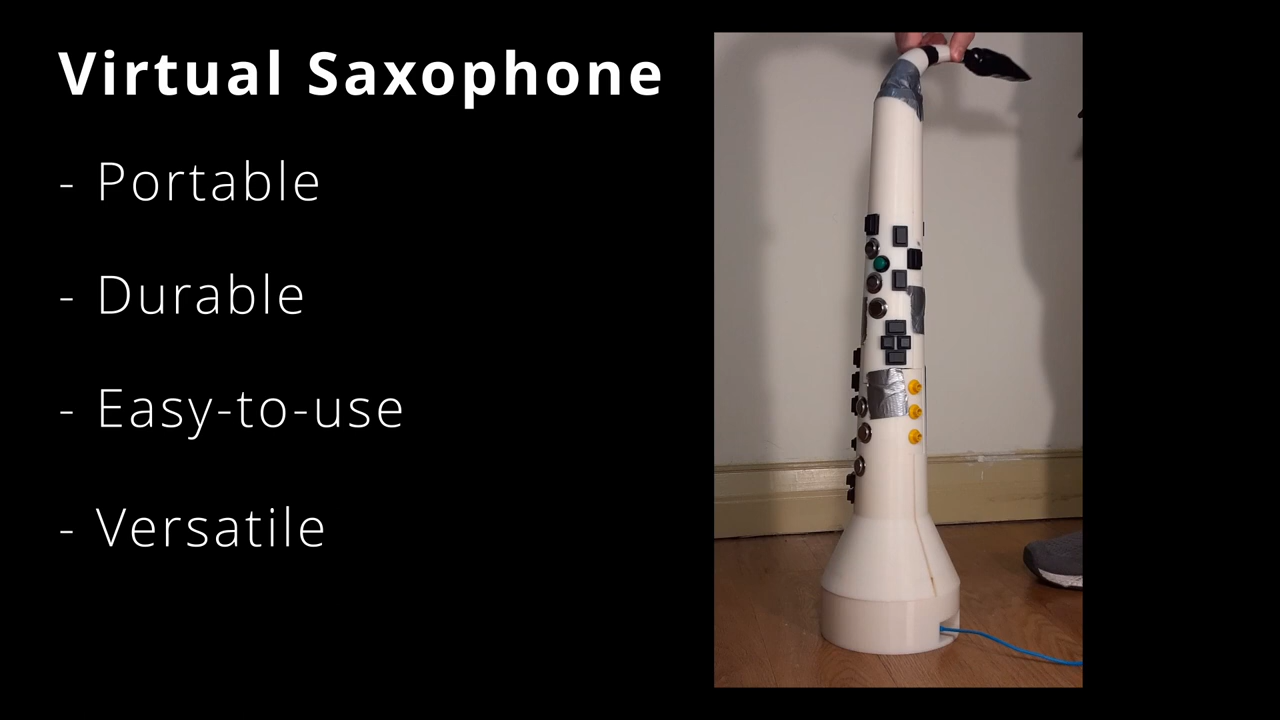 Virtual Saxophone
- Portable
- Durable
- Easy-to-use
- Versatile